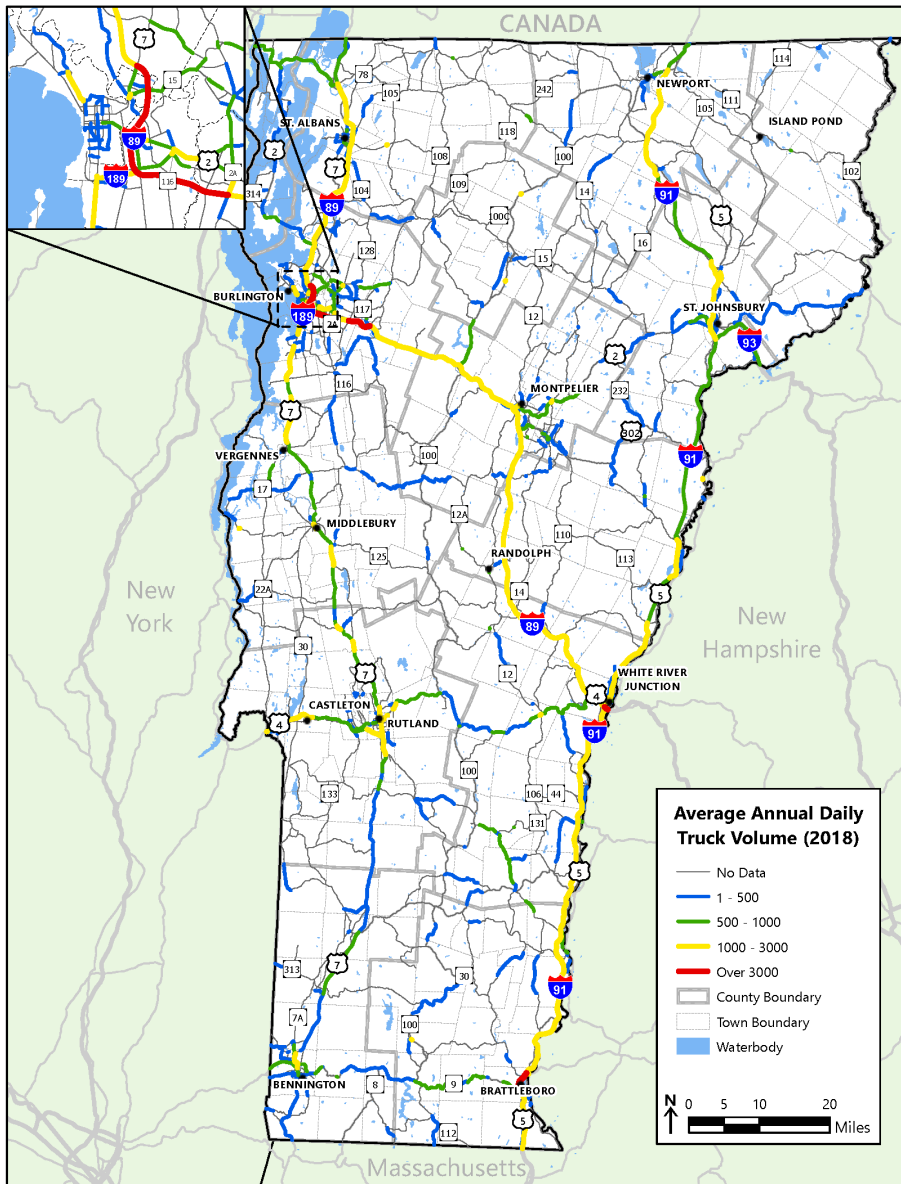 CANADA
7
15
89
2
2A
116
189
78
105
ST. ALBANS
2
7
108
118
242
109
104
100C
314
89
128
114
NEWPORT
111
105
ISLAND POND
100
102
14
91
5
16
15
BURLINGTON
189
117
2A
12
ST. JOHNSBURY
93
2
116
MONTPELIER
232
7
302
VERGENNES
100
91
17
12A
MIDDLEBURY
110
125
RANDOLPH
113
22A
14
5
New
York
New
Hampshire
89
30
7
12
WHITE RIVER
JUNCTION
4
CASTLETON
4
RUTLAND
91
100
133
106
44
131
5
313
7
30
91
7A
100
BENNINGTON
8
9
BRATTLEBORO
5
112
Massachusetts
Average Annual Daily
Truck Volume (2018)
No Data
1 - 500
500 - 1000
1000 - 3000
Over 3000
County Boundary
Town Boundary
Waterbody
N
0 5 10 20
Miles